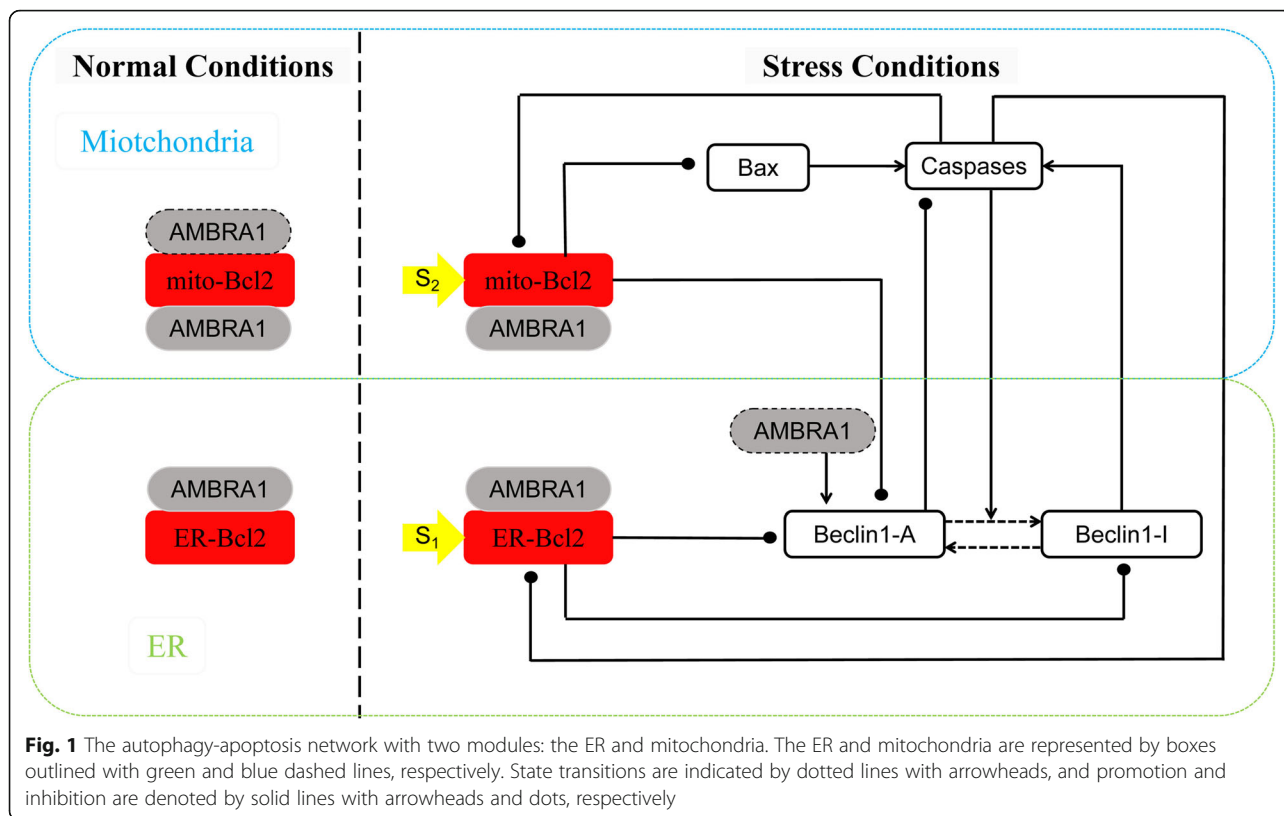 Normal Conditions
Stress Conditions
Miotchondria
AMBRA1
mito-Bcl2
AMBRA1
S2
mito-Bcl2
AMBRA1
Bax
Caspases
AMBRA1
ER-Bcl2
ER
AMBRA1
S1
ER-Bcl2
AMBRA1
Beclin1-A
Beclin1-I
Fig. 1 The autophagy-apoptosis network with two modules: the ER and mitochondria. The ER and mitochondria are represented by boxes
outlined with green and blue dashed lines, respectively. State transitions are indicated by dotted lines with arrowheads, and promotion and
inhibition are denoted by solid lines with arrowheads and dots, respectively